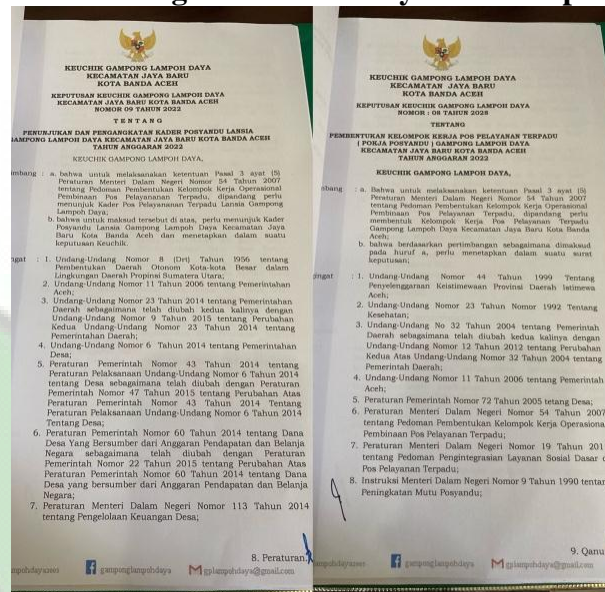 KEUCHIK GAMPONG LAMPOH DAYA
KECAMATAN JAYA BARU
KOTA BANDA ACEH
KEPUTUSAN KEUCHIK GAMPONG LAMPOH DAYA
KECAMATAN JAYA BARU KOTA BANDA ACEH
NOMOR 09 TAHUN 2022
TENTANG
PENUNJUKAN DAN PENGANGKATAN KADER POSYANDU LANSIA
GAMPONG LAMPOH DAYA KECAMATAN JAYA BARU KOTA BANDA ACEH
TAHUN ANGGARAN 2022
KEUCHIK GAMPONG LAMPOH DAYA,
imbang : a. bahwa untuk melaksanakan ketentuan Pasal 3 ayat (5)
Peraturan Menteri Dalam Negeri Nomor 54 Tahun 2007
tentang Pedoman Pembentukan Kelompok Kerja Operasional
Pembinaan Pos Pelayanan Terpadu, dipandang perlu
menunjuk Kader Pos Pelayanan Terpadu Lansia Gampong
Lampoh Daya;
b. bahwa untuk maksud tersebut di atas, perlu menunjuk Kader
Posyandu Lansia Gampong Lampoh Daya Kecamatan Jaya
Baru Kota Banda Aceh dan menetapkan dalam suatu
keputusan Keuchik.
ngat : 1. Undang-Undang Nomor 8 (Drt) Tahun 1956 tentang
Pembentukan Daerah Otonom Kota-kota Besar dalam
Lingkungan Daerah Propinsi Sumatera Utara;
2. Undang-Undang Nomor 11 Tahun 2006 tentang Pemerintahan
Aceh;
3. Undang-Undang Nomor 23 Tahun 2014 tentang Pemerintahan
Daerah sebagaimana telah diubah kedua kalinya dengan
Undang-Undang Nomor 9 Tahun 2015 tentang Perubahan
Kedua Undang-Undang Nomor 23 Tahun 2014 tentang
Pemerintahan Daerah;
4. Undang-Undang Nomor 6 Tahun 2014 tentang Pemerintahan
Desa;
5. Peraturan Pemerintah Nomor 43 Tahun 2014 tentang
Peraturan Pelaksanaan Undang-Undang Nomor 6 Tahun 2014
tentang Desa sebagaimana telah diubah dengan Peraturan
Pemerintah Nomor 47 Tahun 2015 tentang Perubahan Atas
Peraturan Pemerintah Nomor 43 Tahun 2014 Tentang
Peraturan Pelaksanaan Undang-Undang Nomor 6 Tahun 2014
Tentang Desa;
6. Peraturan Pemerintah Nomor 60 Tahun 2014 tentang Dana
Desa Yang Bersumber dari Anggaran Pendapatan dan Belanja
Negara sebagaimana telah diubah dengan Peraturan
Pemerintah Nomor 22 Tahun 2015 tentang Perubahan Atas
Peraturan Pemerintah Nomor 60 Tahun 2014 tentang Dana
Desa yang bersumber dari Anggaran Pendapatan dan Belanja
Negara;
7. Peraturan Menteri Dalam Negeri Nomor 113 Tahun 2014
tentang Pengelolaan Keuangan Desa;
8. Peraturan
gamponglampohdaya
gplampohdaya@gmail.com
KEUCHIK GAMPONG LAMPOH DAYA
KECAMATAN JAYA BARU
KOTA BANDA ACEH
KEPUTUSAN KEUCHIK GAMPONG LAMPOH DAYA
NOMOR : 08 TAHUN 2028
TENTANG
PEMBENTUKAN KELOMPOK KERJA POS PELAYANAN TERPADU
( POKJA POSYANDU ) GAMPONG LAMPOH DAYA
KECAMATAN JAYA BARU KOTA BANDA ACEH
TAHUN ANGGARAN 2022
KEUCHIK GAMPONG LAMPOH DAYA,
bang : a. Bahwa untuk melaksanakan ketentuan Pasal 3 ayat (5)
Peraturan Menteri Dalam Negeri Nomor 54 Tahun 2007
tentang Pedoman Pembentukan Kelompok Kerja Operasional
Pembinaan Pos Pelayanan Terpadu, dipandang perlu
membentuk Kelompok Kerja Pos Pelayanan Terpadu
Gampong Lampoh Daya Kecamatan Jaya Baru Kota Banda
Aceh;
b. bahwa berdasarkan pertimbangan sebagaimana dimaksud
pada huruf a, perlu menetapkan dalam suatu surat
keputusan;
ingat : 1. Undang-Undang Nomor 44 Tahun 1999 Tentang
Penyelenggaraan Keistimewaan Provinsi Daerah Istimewa
Aceh;
2. Undang-Undang Nomor 23 Tahun Nomor 1992 Tentang
Kesehatan;
3. Undang-Undang No 32 Tahun 2004 tentang Pemerintah
Daerah sebagaimana telah diubah kedua kalinya dengan
Undang-Undang Nomor 12 Tahun 2012 tentang Perubahan
Kedua Atas Undang-Undang Nomor 32 Tahun 2004 tentang
Pemerintah Daerah;
4. Undang-Undang Nomor 11 Tahun 2006 tentang Pemerintah
Aceh;
5. Peraturan Pemerintah Nomor 72 Tahun 2005 tetang Desa;
6. Peraturan Menteri Dalam Negeri Nomor 54 Tahun 2007
tentang Pedoman Pembentukan Kelompok Kerja Operasiona
Pembinaan Pos Pelayanan Terpadu;
7. Peraturan Menteri Dalam Negeri Nomor 19 Tahun 201
tentang Pedoman Pengintegrasian Layanan Sosial Dasar d
Pos Pelayanan Terpadu;
8. Instruksi Menteri Dalam Negeri Nomor 9 Tahun 1990 tentan
Peningkatan Mutu Posyandu;
9. Qanu
gamponglampohdaya
gplampohdaya@gmail.com